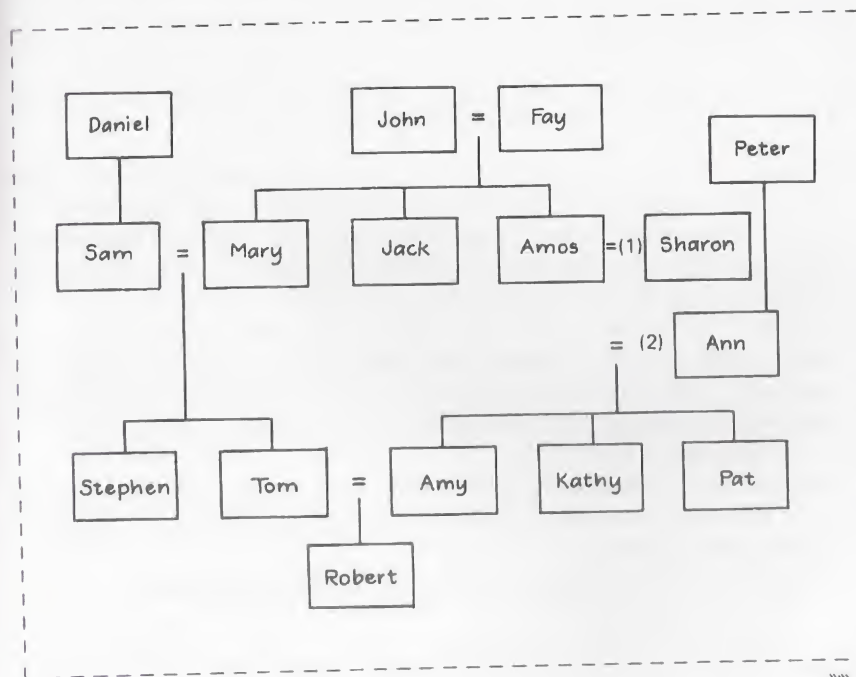 Daniel
John = Fay
Peter
Sam = Mary
Jack
Amos =(1) Sharon
= (2) Ann
Stephen
Tom = Amy
Kathy
Pat
Robert